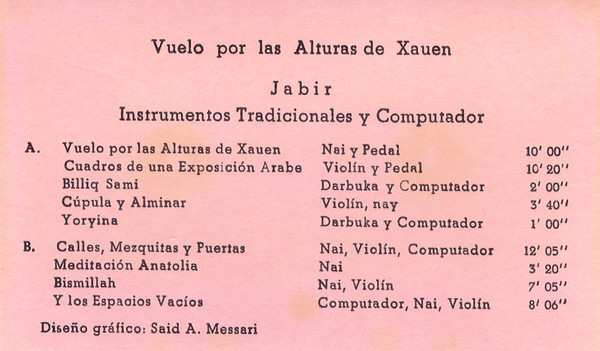 Vuelo por las Alturas de Xauen
Jabir
Instrumentos Tradicionales y Computador
A. Vuelo por las Alturas de Xauen Nai y Pedal 10' 00''
Cuadros de una Exposición Arabe Violín y Pedal 10' 20''
Billiq Sami Darbuka y Computador 2' 00''
Cúpula y Alminar Violín, nay 3' 40''
Yoryina Darbuka y Computador 1' 00''
B. Calles, Mezquitas y Puertas Nai, Violín, Computador 12' 05''
Meditación Anatolia Nai 3' 20''
Bismillah Nai, Violín 7' 05''
Y los Espacios Vacíos Computador, Nai, Violín 8' 06''
Diseño gráfico: Said A. Messari